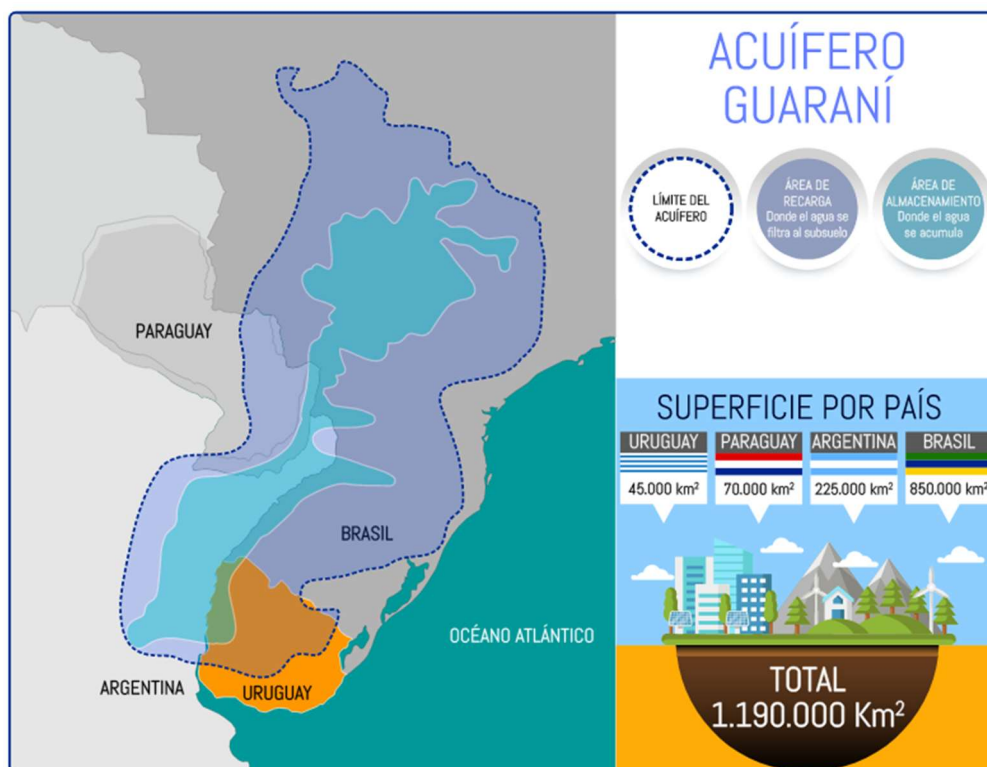 ACUÍFERO
GUARANÍ
LÍMITE DEL
ACUÍFERO
ÁREA DE
RECARGA
Donde el agua se
filtra al subsuelo
ÁREA DE
ALMACENAMIENTO
Donde el agua
se acumula
PARAGUAY
BRASIL
OCÉANO ATLÁNTICO
ARGENTINA
URUGUAY
SUPERFICIE POR PAÍS
URUGUAY PARAGUAY ARGENTINA BRASIL
45.000 km² 70.000 km² 225.000 km² 850.000 km²
TOTAL
1.190.000 Km²